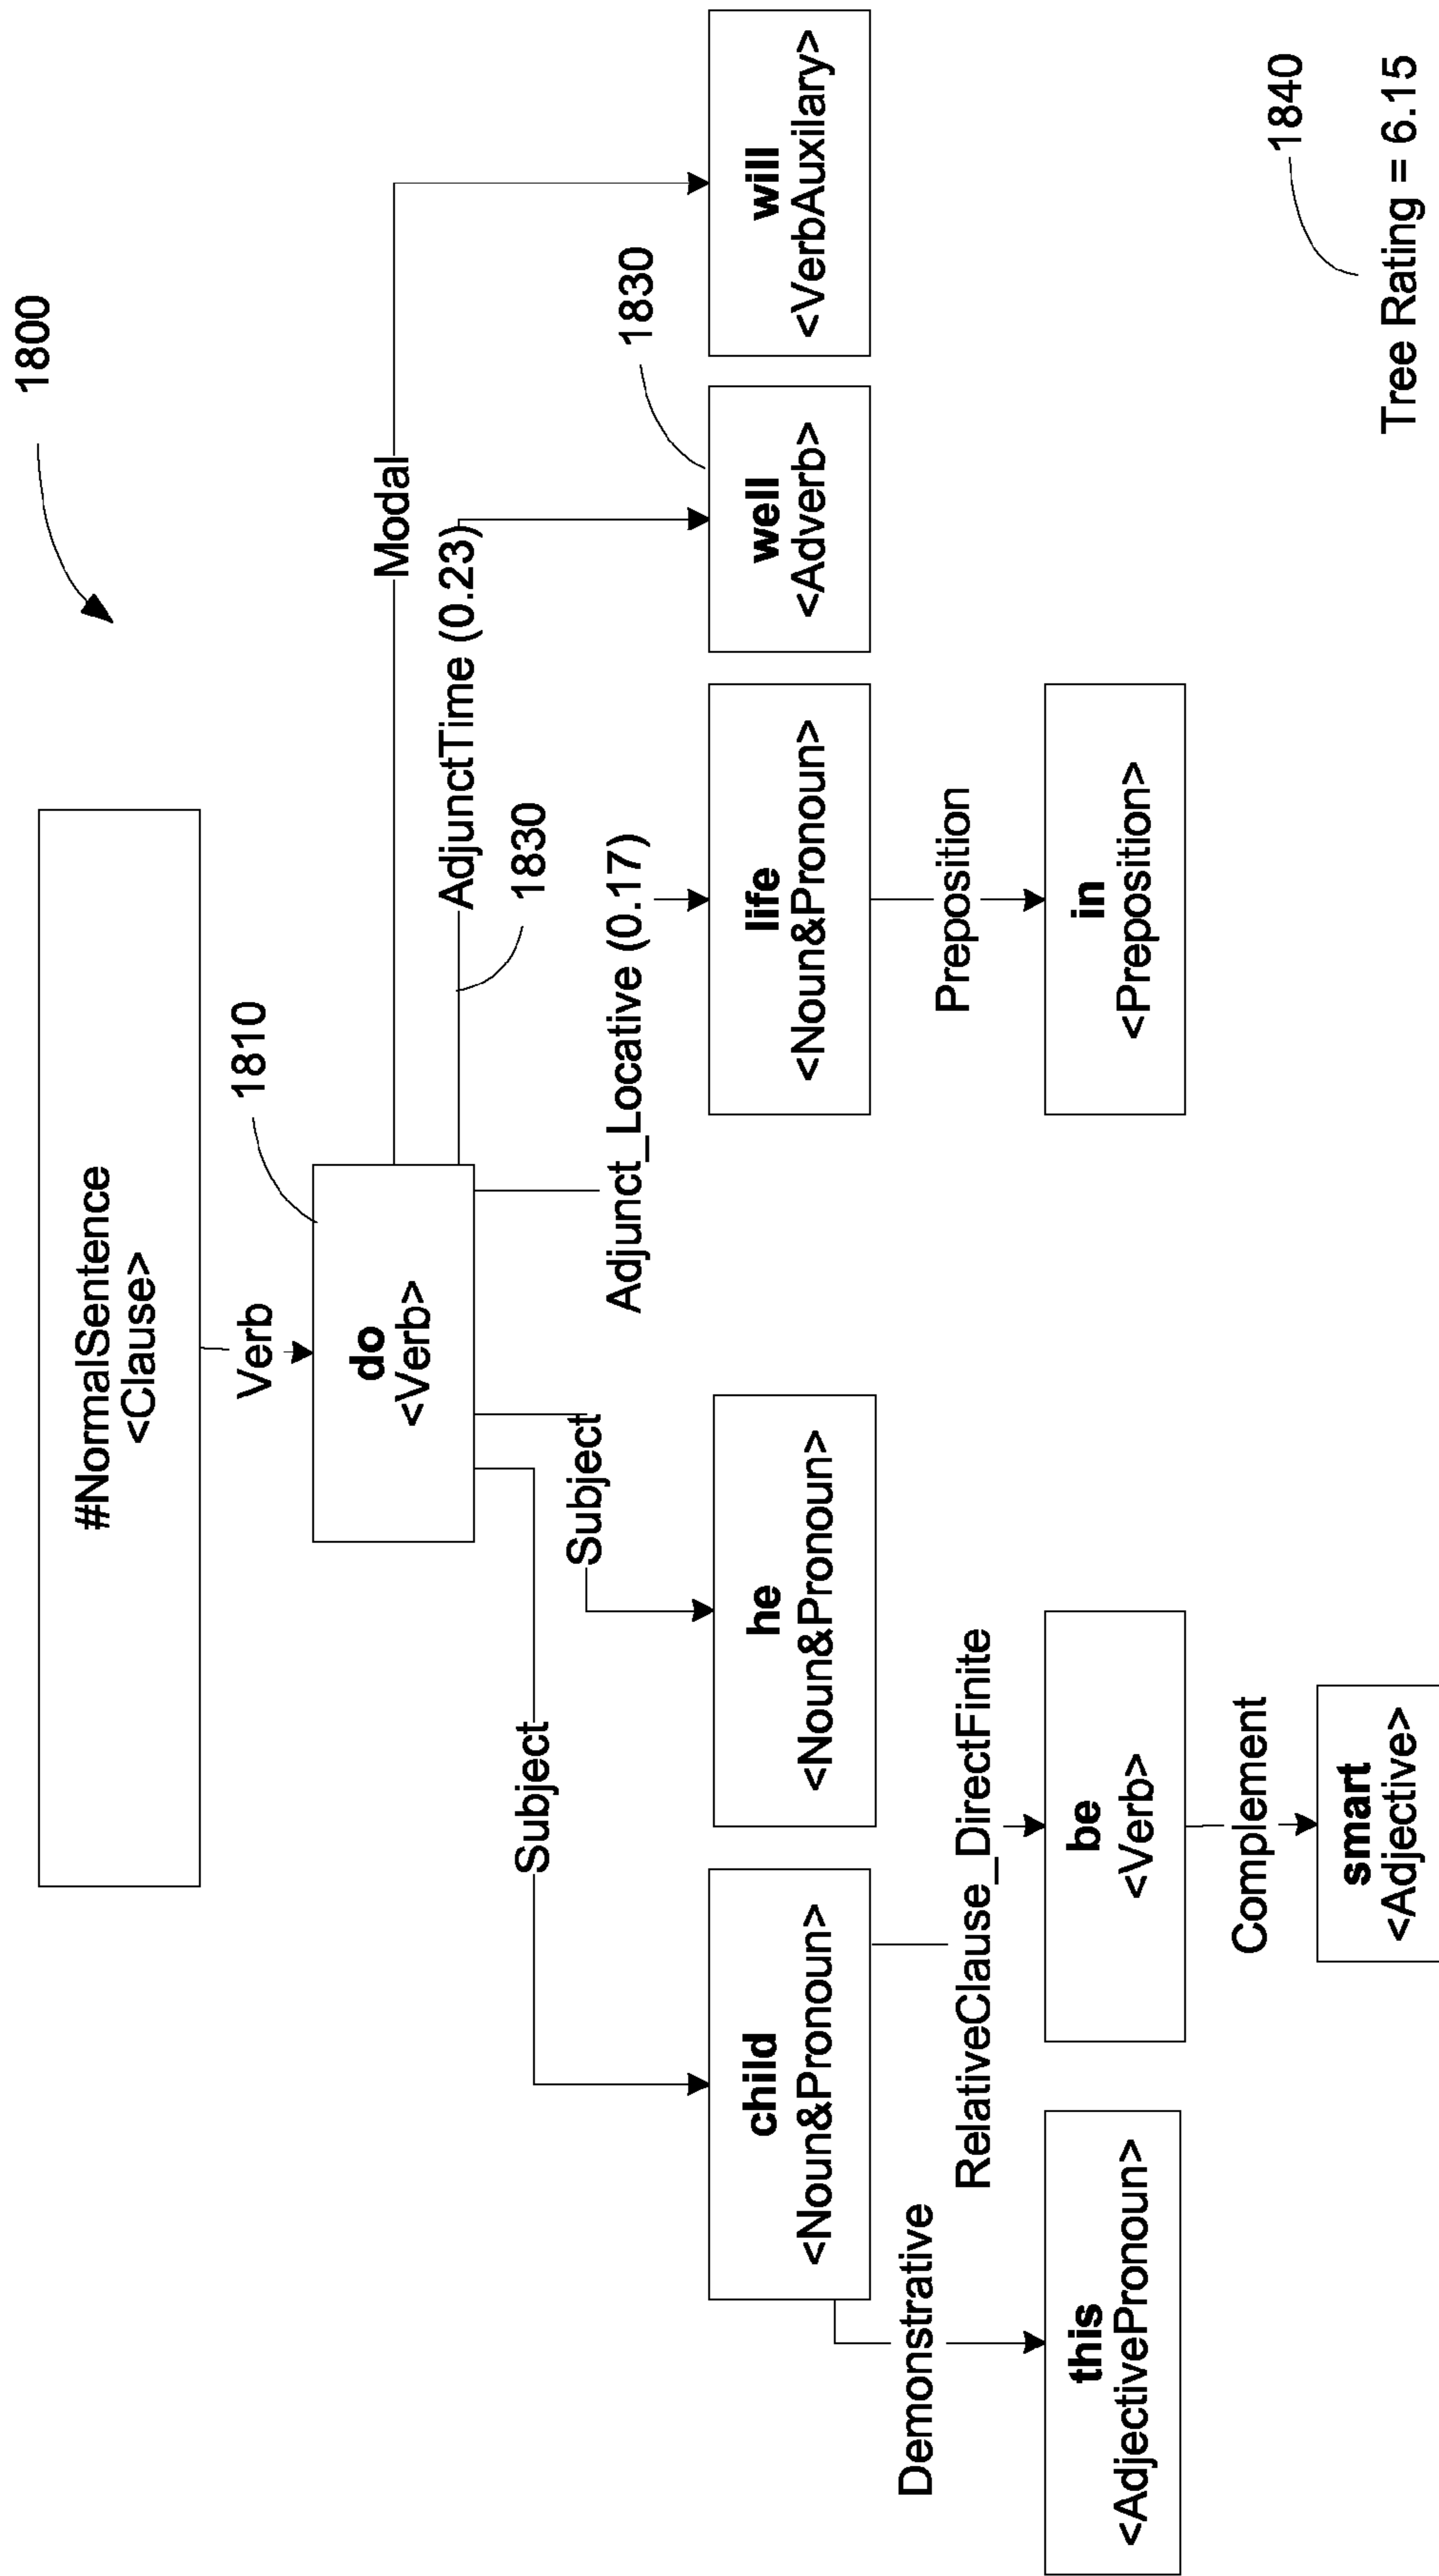 1800
#NormalSentence
<Clause>
Verb
1810
do
<Verb>
Modal
AdjunctTime (0.23)
1830
Subject
Subject
Adjunct_Locative (0.17)
1830
child
<Noun&Pronoun>
he
<Noun&Pronoun>
life
<Noun&Pronoun>
well
<Adverb>
will
<VerbAuxilary>
Demonstrative
RelativeClause_DirectFinite
Preposition
this
<AdjectivePronoun>
be
<Verb>
in
<Preposition>
Complement
smart
<Adjective>
1840
Tree Rating = 6.15